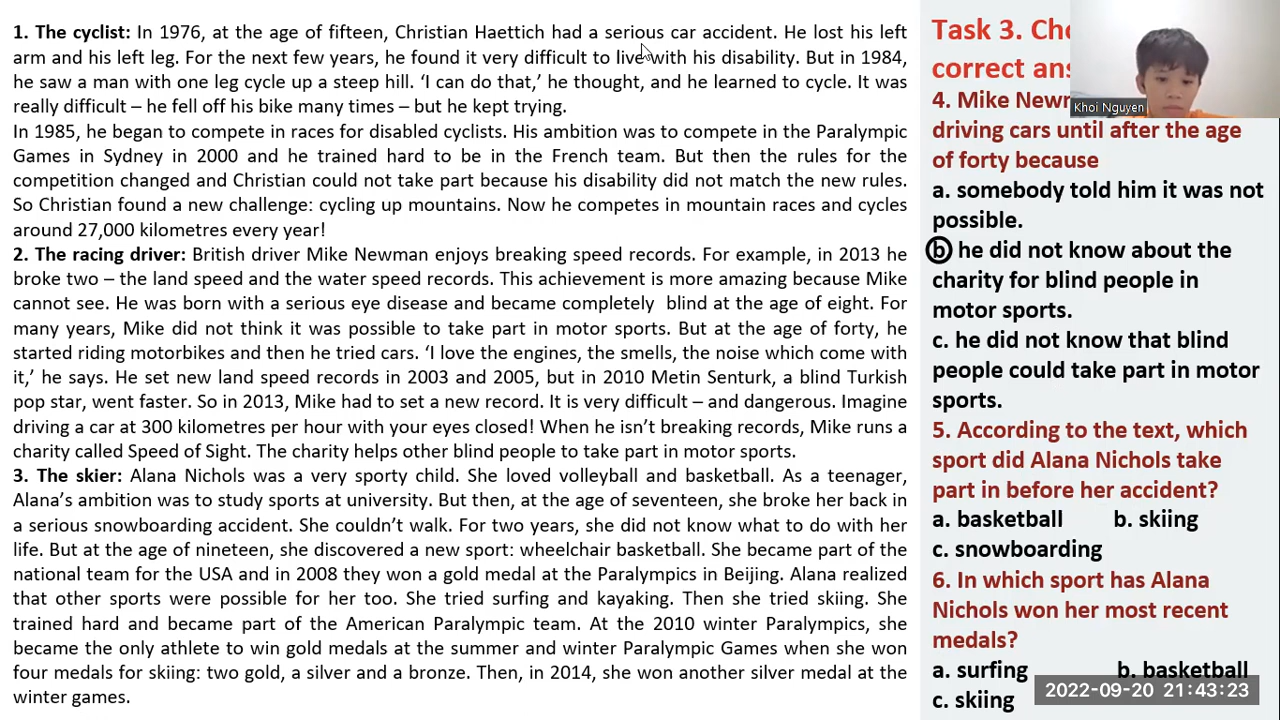 1. The cyclist: In 1976, at the age of fifteen, Christian Haettich had a serious car accident. He lost his left
arm and his left leg. For the next few years, he found it very difficult to live with his disability. But in 1984,
he saw a man with one leg cycle up a steep hill. ‘I can do that,’ he thought, and he learned to cycle. It was
really difficult – he fell off his bike many times – but he kept trying.
In 1985, he began to compete in races for disabled cyclists. His ambition was to compete in the Paralympic
Games in Sydney in 2000 and he trained hard to be in the French team. But then the rules for the
competition changed and Christian could not take part because his disability did not match the new rules.
So Christian found a new challenge: cycling up mountains. Now he competes in mountain races and cycles
around 27,000 kilometres every year!
2. The racing driver: British driver Mike Newman enjoys breaking speed records. For example, in 2013 he
broke two – the land speed and the water speed records. This achievement is more amazing because Mike
cannot see. He was born with a serious eye disease and became completely blind at the age of eight. For
many years, Mike did not think it was possible to take part in motor sports. But at the age of forty, he
started riding motorbikes and then he tried cars. ‘I love the engines, the smells, the noise which come with
it,’ he says. He set new land speed records in 2003 and 2005, but in 2010 Metin Senturk, a blind Turkish
pop star, went faster. So in 2013, Mike had to set a new record. It is very difficult – and dangerous. Imagine
driving a car at 300 kilometres per hour with your eyes closed! When he isn’t breaking records, Mike runs a
charity called Speed of Sight. The charity helps other blind people to take part in motor sports.
3. The skier: Alana Nichols was a very sporty child. She loved volleyball and basketball. As a teenager,
Alana’s ambition was to study sports at university. But then, at the age of seventeen, she broke her back in
a serious snowboarding accident. She couldn’t walk. For two years, she did not know what to do with her
life. But at the age of nineteen, she discovered a new sport: wheelchair basketball. She became part of the
national team for the USA and in 2008 they won a gold medal at the Paralympics in Beijing. Alana realized
that other sports were possible for her too. She tried surfing and kayaking. Then she tried skiing. She
trained hard and became part of the American Paralympic team. At the 2010 winter Paralympics, she
became the only athlete to win gold medals at the summer and winter Paralympic Games when she won
four medals for skiing: two gold, a silver and a bronze. Then, in 2014, she won another silver medal at the
winter games.
Task 3.
correct
4. Mike
driving cars until after the age
of forty because
a. somebody told him it was not
possible.
b he did not know about the
charity for blind people in
motor sports.
c. he did not know that blind
people could take part in motor
sports.
5. According to the text, which
sport did Alana Nichols take
part in before her accident?
a. basketball b. skiing
c. snowboarding
6. In which sport has Alana
Nichols won her most recent
medals?
a. surfing b. basketball
c. skiing
Khoi Nguyen
2022-09-20 21:43:23